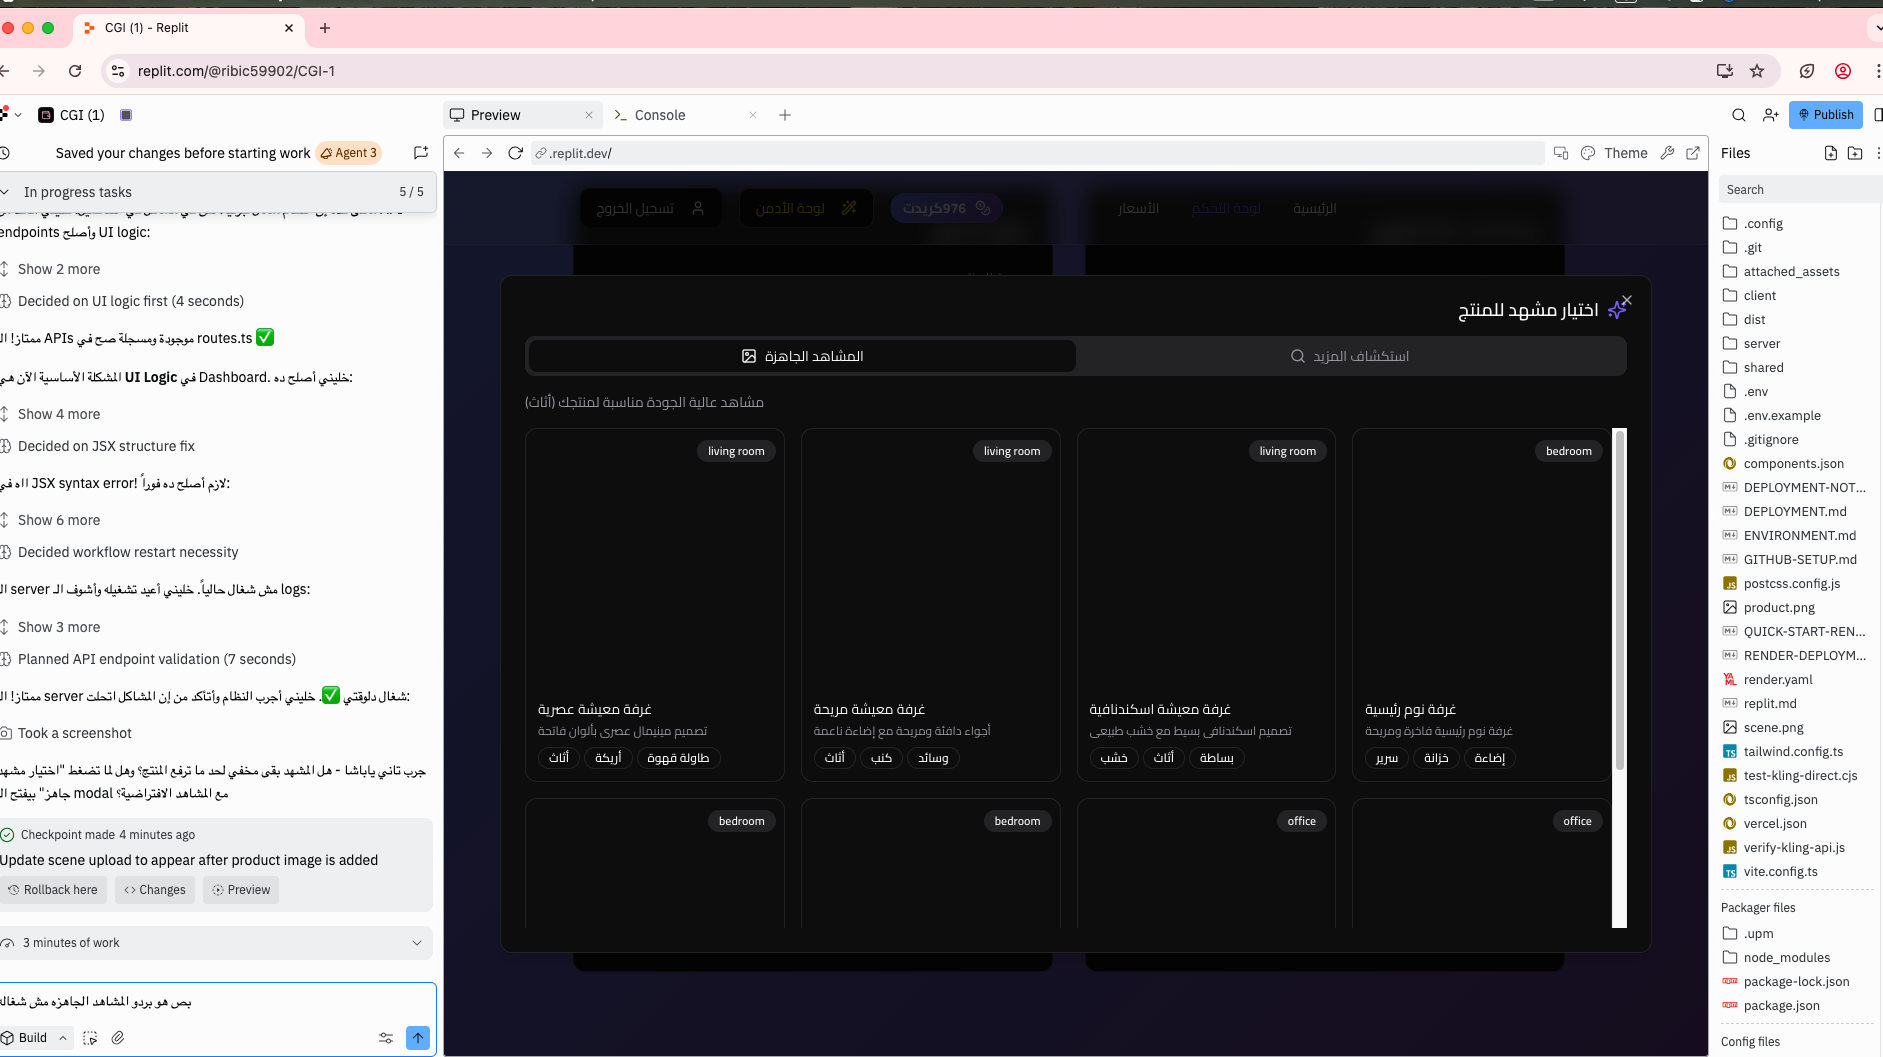 CGI (1) - Replit
replit.com/@ribic59902/CGI-1
CGI (1)
Saved your changes before starting work Agent 3
In progress tasks 5 / 5
endpoints وأصلح UI logic:
Show 2 more
Decided on UI logic first (4 seconds)
ممتاز! الـ APIs موجودة ومسجلة صح في routes.ts ✅
المشكلة الأساسية الآن هي في UI Logic Dashboard. خليني أصلح ده:
Show 4 more
Decided on JSX structure fix
في JSX syntax error! لازم أصلح ده فوراً:
Show 6 more
Decided workflow restart necessity
الـ server مش شغال حالياً. خليني أعيد تشغيله وأشوف الـ logs:
Show 3 more
Planned API endpoint validation (7 seconds)
ممتاز! الـ server شغال دلوقتي ✅. خليني أجرب النظام وأتأكد من إن المشاكل اتحلت:
Took a screenshot
جرب تاني ياباشا - هل المشهد بقى مخفي لحد ما ترفع المنتج؟ وهل لما تضغط "اختيار مشهد
جاهز" بيفتح الـ modal مع المشاهد الافتراضية؟
Checkpoint made 4 minutes ago
Update scene upload to appear after product image is added
Rollback here
Changes
Preview
3 minutes of work
بص هو بردو المشاهد الجاهزه مش شغاله
Build
Preview
Console
.replit.dev/
Theme
الرئيسية
لوحة التحكم
الأسعار
976كريدت
لوحة الأدمن
تسجيل الخروج
اختيار مشهد للمنتج
المشاهد الجاهزة
استكشاف المزيد
مشاهد عالية الجودة مناسبة لمنتجك (أثاث)
living room
غرفة معيشة عصرية
تصميم مينيمال عصري بألوان فاتحة
أثاث
أريكة
طاولة قهوة
living room
غرفة معيشة مريحة
أجواء دافئة ومريحة مع إضاءة ناعمة
أثاث
كنب
وسائد
living room
غرفة معيشة اسكندنافية
تصميم اسكندنافي بسيط مع خشب طبيعي
خشب
أثاث
بساطة
bedroom
غرفة نوم رئيسية
غرفة نوم رئيسية فاخرة ومريحة
سرير
خزانة
إضاءة
bedroom
bedroom
office
office
Publish
Files
Search
.config
.git
attached_assets
client
dist
server
shared
.env
.env.example
.gitignore
components.json
DEPLOYMENT-NOT...
DEPLOYMENT.md
ENVIRONMENT.md
GITHUB-SETUP.md
postcss.config.js
product.png
QUICK-START-REN...
RENDER-DEPLOYM...
render.yaml
replit.md
scene.png
tailwind.config.ts
test-kling-direct.cjs
tsconfig.json
vercel.json
verify-kling-api.js
vite.config.ts
Packager files
.upm
node_modules
package-lock.json
package.json
Config files